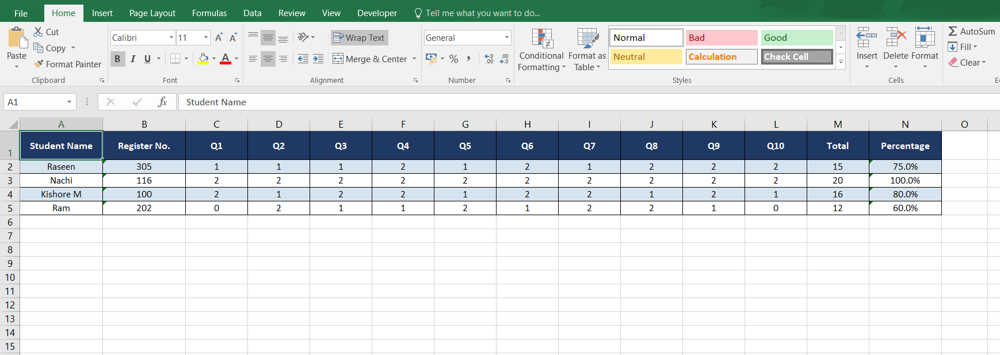 File Home Insert Page Layout Formulas Data Review View Developer Tell me what you want to do...
Paste
Cut
Copy
Format Painter
Clipboard
Calibri 11
B I U
Font
Wrap Text
Merge & Center
Alignment
General
% ,
Number
Conditional Formatting
Format as Table
Normal Bad Good
Neutral Calculation Check Cell
Styles
Insert Delete Format
Cells
AutoSum
Fill
Clear
A1 fx Student Name
A B C D E F G H I J K L M N O
1 Student Name Register No. Q1 Q2 Q3 Q4 Q5 Q6 Q7 Q8 Q9 Q10 Total Percentage
2 Raseen 305 1 1 1 2 1 2 1 2 2 2 15 75.0%
3 Nachi 116 2 2 2 2 2 2 2 2 2 2 20 100.0%
4 Kishore M 100 2 1 2 2 1 2 2 1 2 1 16 80.0%
5 Ram 202 0 2 1 1 2 1 2 2 1 0 12 60.0%
6
7
8
9
10
11
12
13
14
15